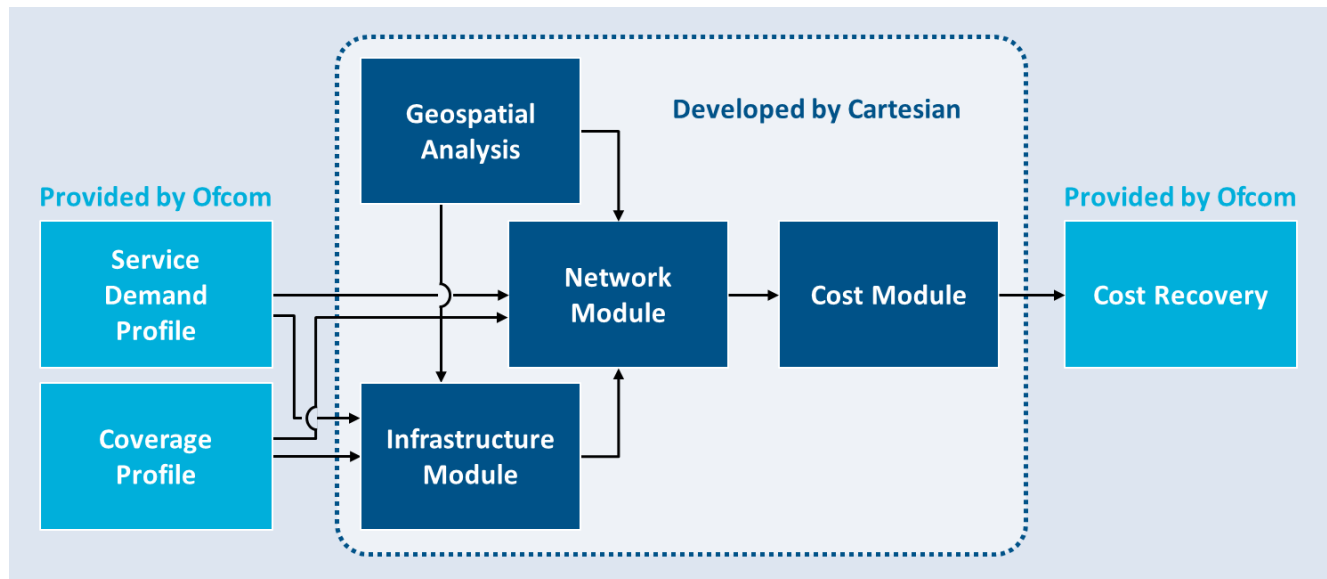 Geospatial
Analysis
Developed by Cartesian
Provided by Ofcom
Service
Demand
Profile
Network
Module
Cost Module
Provided by Ofcom
Cost Recovery
Coverage
Profile
Infrastructure
Module